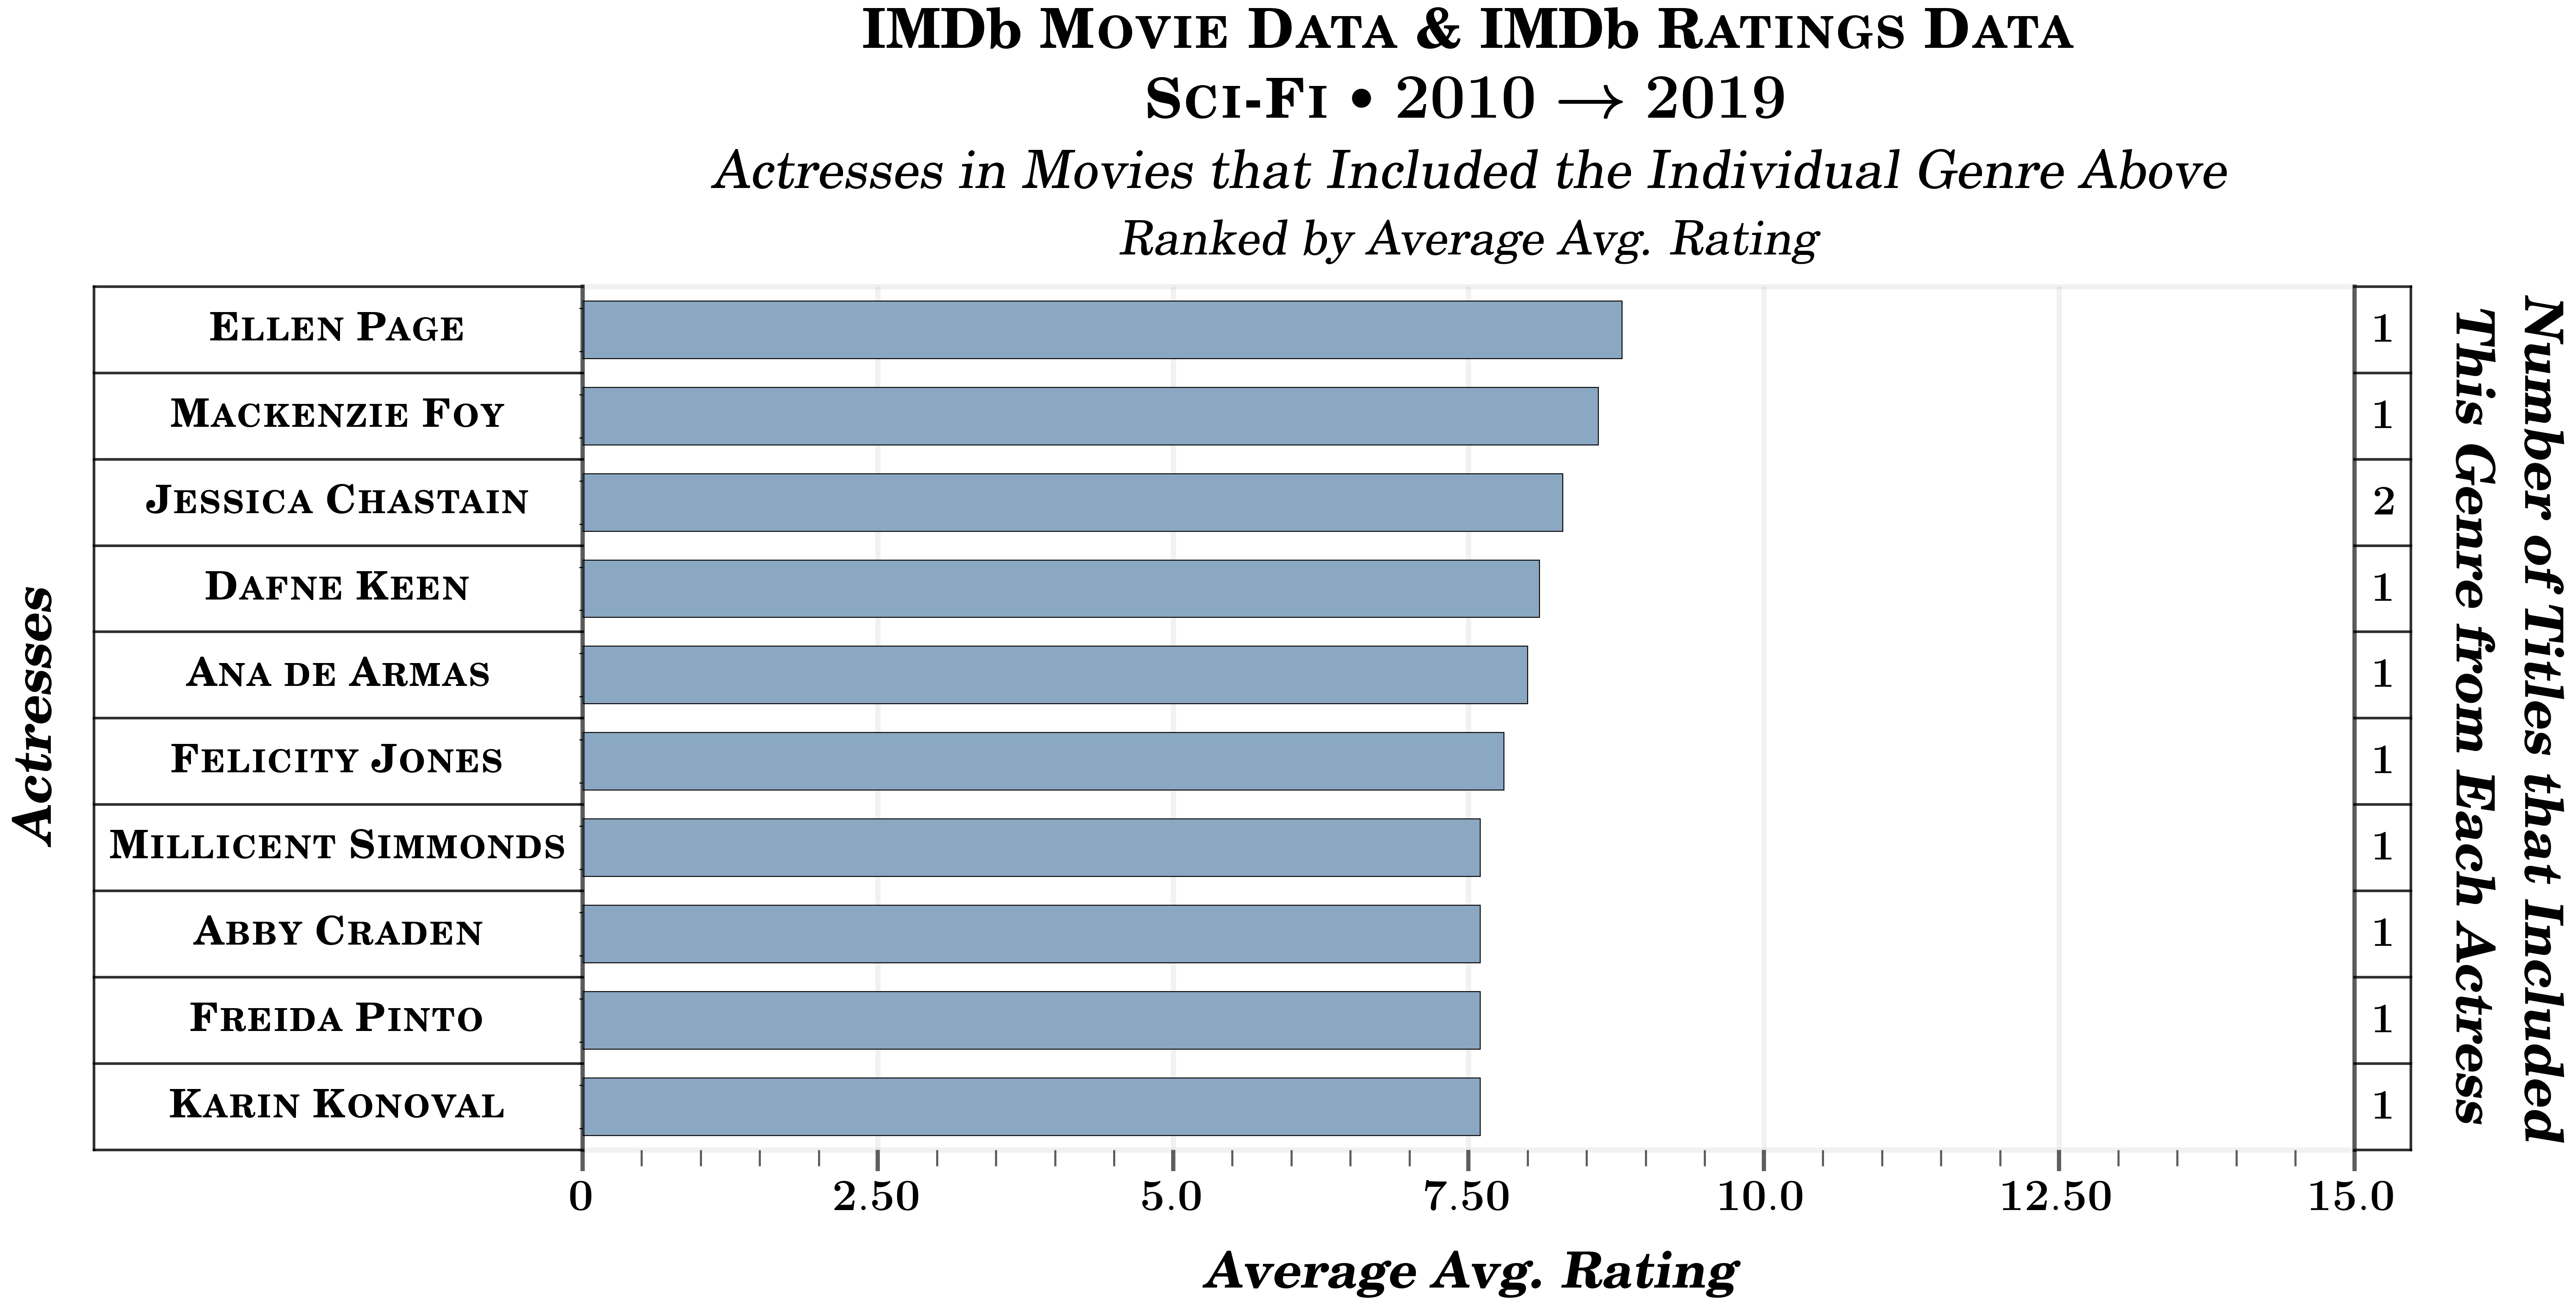 IMDb Movie Data & IMDb Ratings Data
Sci-Fi • 2010 → 2019
Actresses in Movies that Included the Individual Genre Above
Ranked by Average Avg. Rating
Actresses
Ellen Page 1
Mackenzie Foy 1
Jessica Chastain 2
Dafne Keen 1
Ana de Armas 1
Felicity Jones 1
Millicent Simmonds 1
Abby Craden 1
Freida Pinto 1
Karin Konoval 1
Number of Titles that Included
This Genre from Each Actress
0 2.50 5.0 7.50 10.0 12.50 15.0
Average Avg. Rating